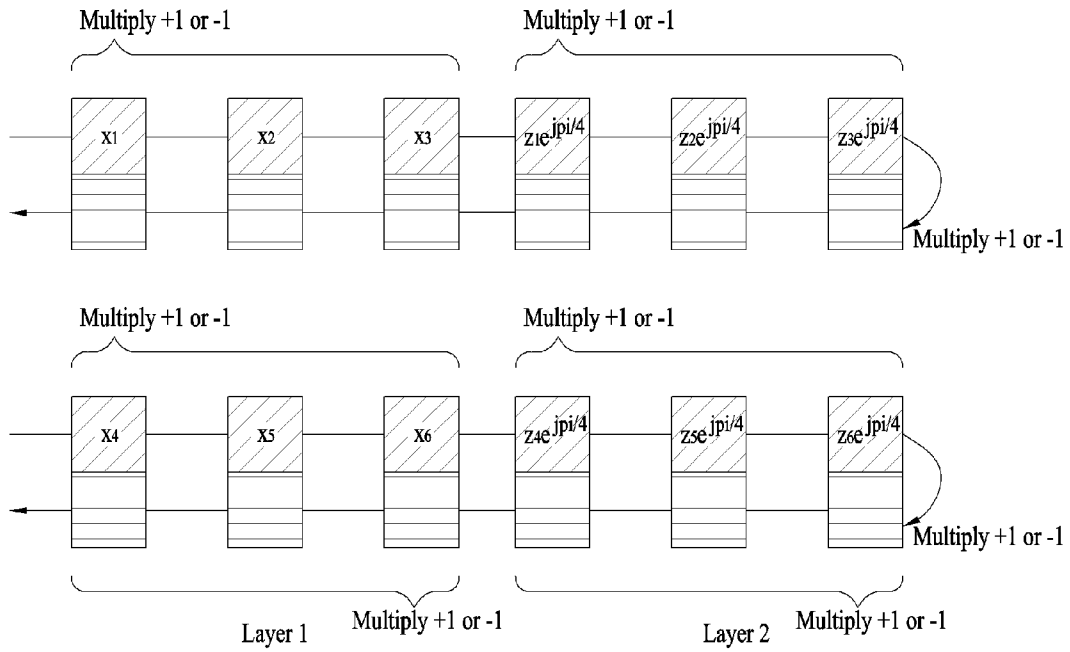 Multiply +1 or -1 Multiply +1 or -1
x1 x2 x3 z1e jpi/4 z2e jpi/4 z3e jpi/4
Multiply +1 or -1
Multiply +1 or -1 Multiply +1 or -1
x4 x5 x6 z4e jpi/4 z5e jpi/4 z6e jpi/4
Multiply +1 or -1
Multiply +1 or -1 Multiply +1 or -1
Layer 1 Layer 2